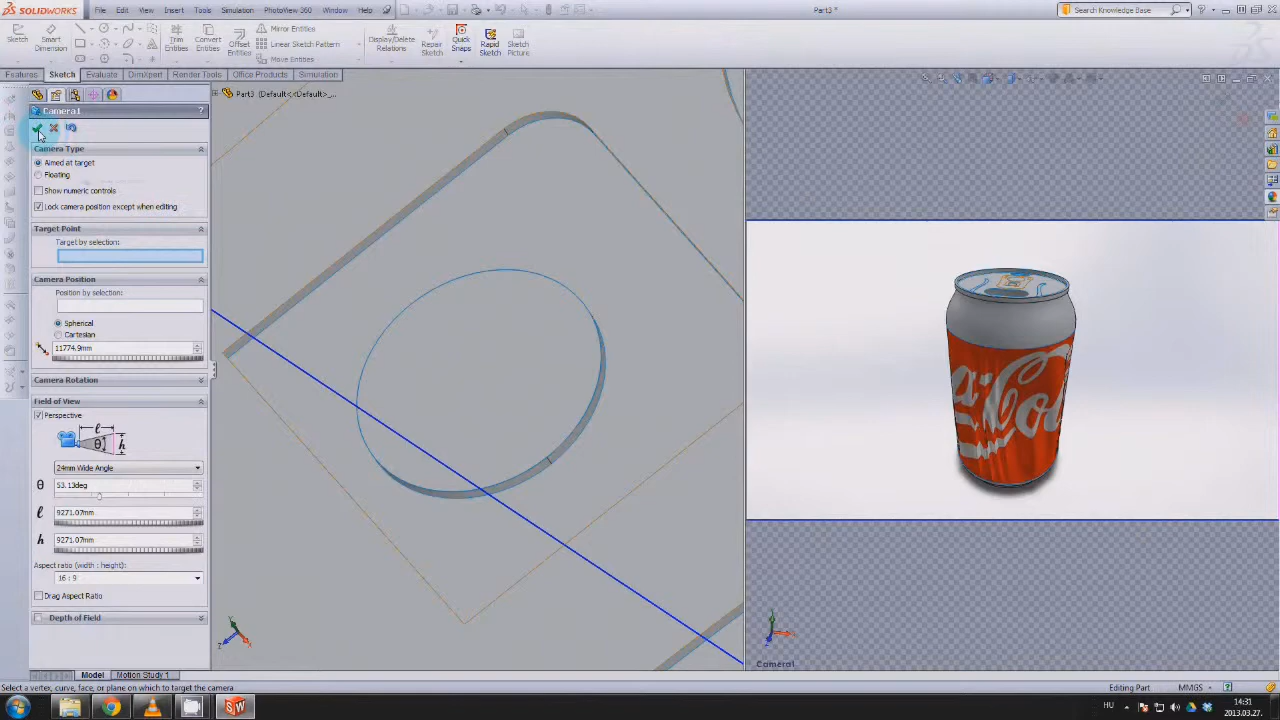 SOLIDWORKS
File Edit View Insert Tools Simulation PhotoView 360 Window Help
Part3 *
Search Knowledge Base
Sketch
Smart Dimension
Trim Entities
Convert Entities
Offset Entities
Mirror Entities
Linear Sketch Pattern
Move Entities
Display/Delete Relations
Repair Sketch
Quick Snaps
Rapid Sketch
Sketch Picture
Features Sketch Evaluate DimXpert Render Tools Office Products Simulation
Part3 (Default<<Default>_...
Camera1 ?
Camera Type
Aimed at target
Floating
Show numeric controls
Lock camera position except when editing
Target Point
Target by selection:
Camera Position
Position by selection:
Spherical
Cartesian
11774.9mm
Camera Rotation
Field of View
Perspective
ℓ
θ h
24mm Wide Angle
θ 53.13deg
ℓ 9271.07mm
h 9271.07mm
Aspect ratio (width : height):
16 : 9
Drag Aspect Ratio
Depth of Field
a-Col
Camera1
Model Motion Study 1
Select a vertex, curve, face, or plane on which to target the camera
Editing Part MMGS
HU
14:31
2013.03.27.